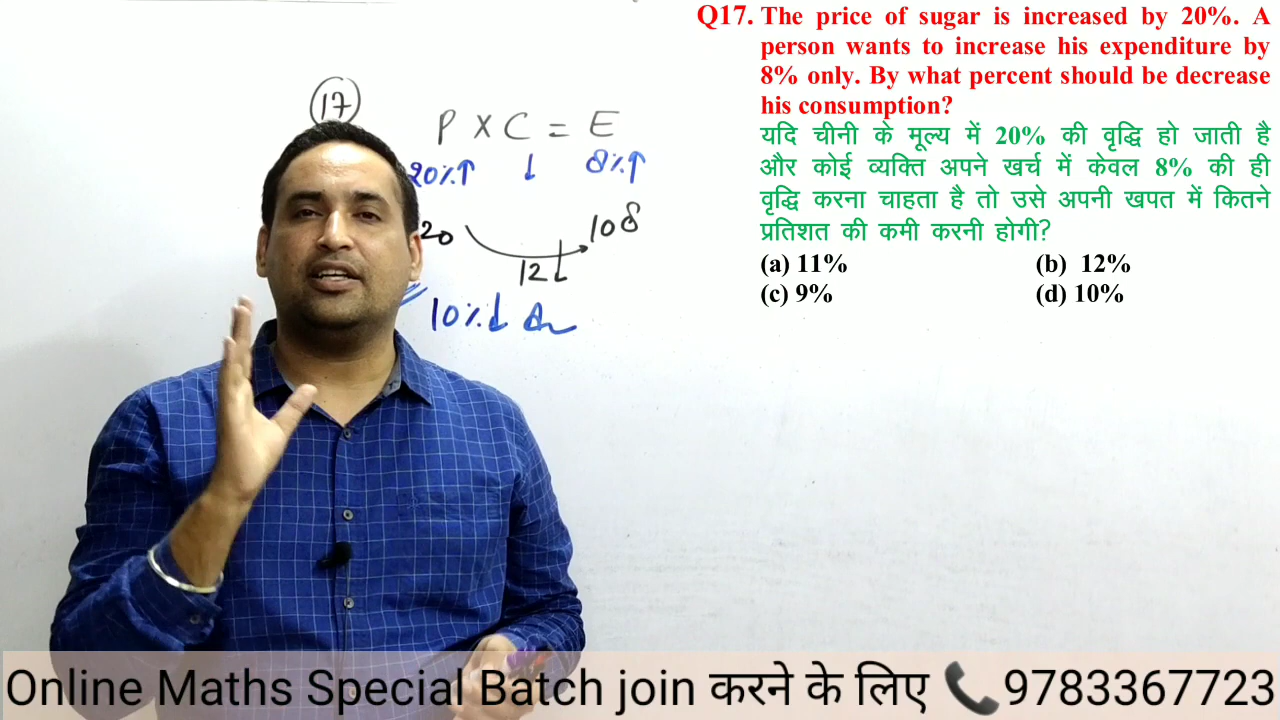 Q17. The price of sugar is increased by 20%. A
person wants to increase his expenditure by
8% only. By what percent should be decrease
his consumption?
यदि चीनी के मूल्य में 20% की वृद्धि हो जाती है
और कोई व्यक्ति अपने खर्च में केवल 8% की ही
वृद्धि करना चाहता है तो उसे अपनी खपत में कितने
प्रतिशत की कमी करनी होगी?
(a) 11% (b) 12%
(c) 9% (d) 10%
17
P × C = E
20%↑ ↓ 8%↑
20 108
12↓
10%↓
Online Maths Special Batch join करने के लिए 📞9783367723